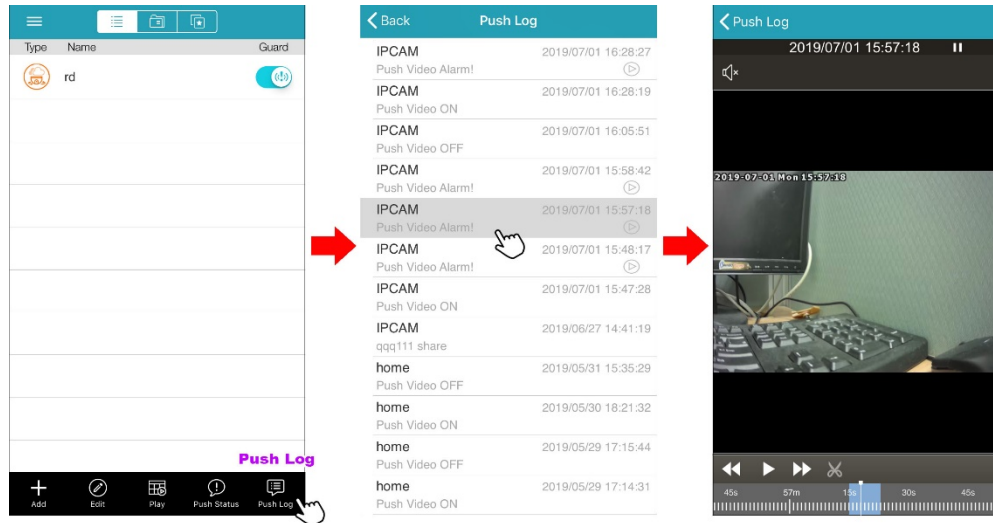 Type Name Guard
rd
Push Log
Add Edit Play Push Status Push Log
Back Push Log
IPCAM 2019/07/01 16:28:27
Push Video Alarm!
IPCAM 2019/07/01 16:28:19
Push Video ON
IPCAM 2019/07/01 16:05:51
Push Video OFF
IPCAM 2019/07/01 15:58:42
Push Video Alarm!
IPCAM 2019/07/01 15:57:18
Push Video Alarm!
IPCAM 2019/07/01 15:48:17
Push Video Alarm!
IPCAM 2019/07/01 15:47:28
Push Video ON
IPCAM 2019/06/27 14:41:19
qqq111 share
home 2019/05/31 15:35:29
Push Video OFF
home 2019/05/30 18:21:32
Push Video ON
home 2019/05/29 17:15:44
Push Video OFF
home 2019/05/29 17:14:31
Push Video ON
Push Log
2019/07/01 15:57:18
2019-07-01 Mon 15:57:18
45s 57m 15s 30s 45s